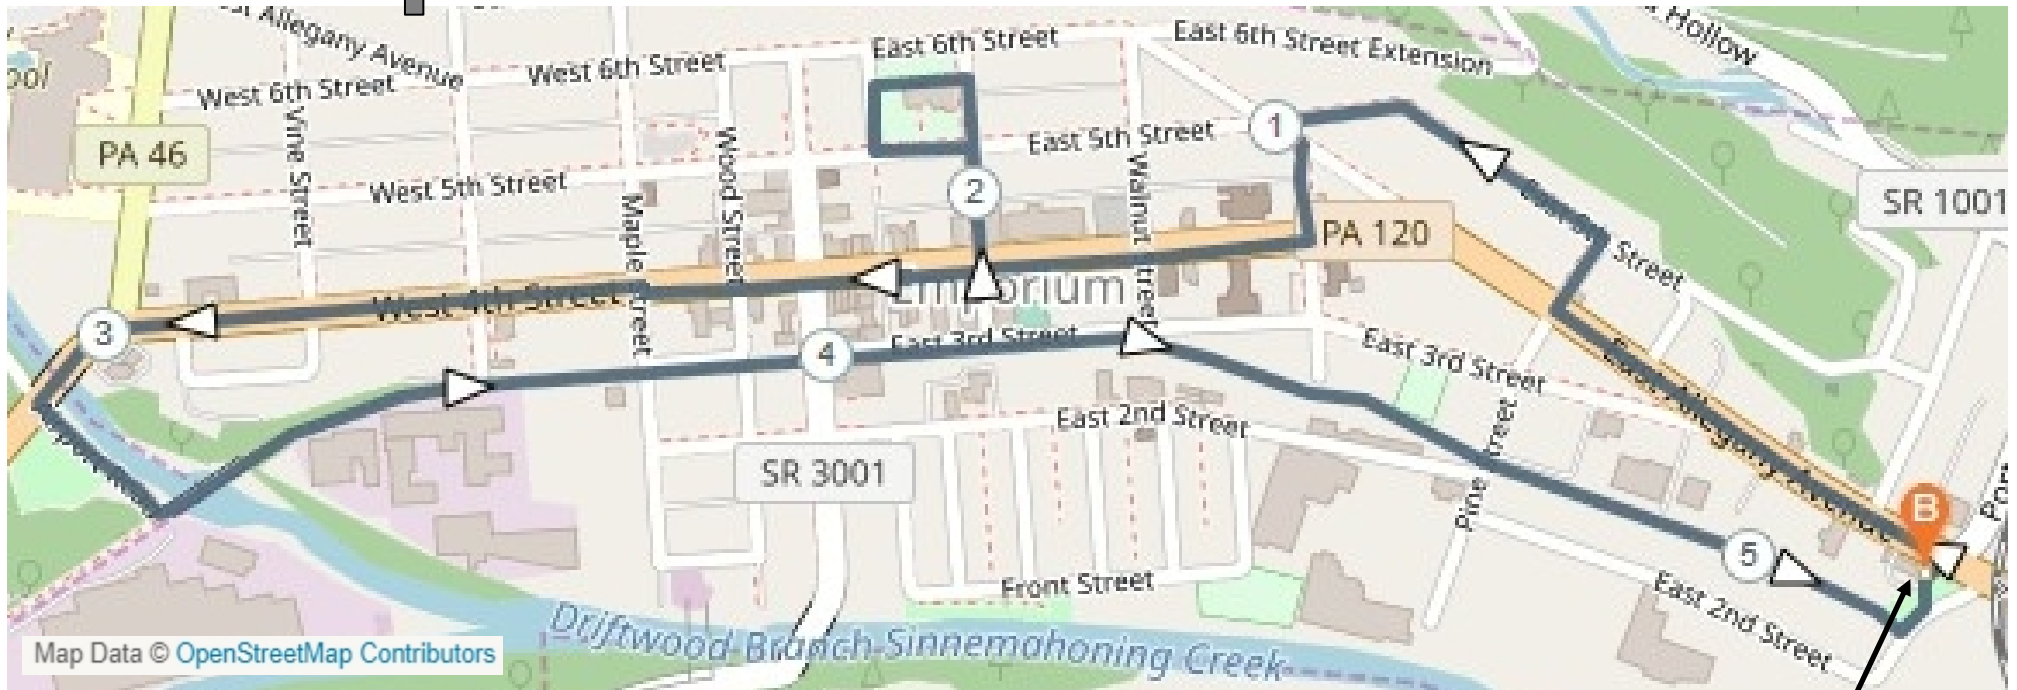 Allegany Avenue
East 6th Street
East 6th Street Extension
Hollow
West 6th Street
West 6th Street
PA 46
Vine Street
Wood Street
East 5th Street
1
Walnut Street
West 5th Street
Maple Street
2
SR 1001
PA 120
Street
Emporium
West 4th Street
3
East 3rd Street
4
East 3rd Street
East Allegany Avenue
East 2nd Street
SR 3001
Pine Street
B
5
Front Street
East 2nd Street
Driftwood Branch Sinnemahoning Creek
Map Data © OpenStreetMap Contributors